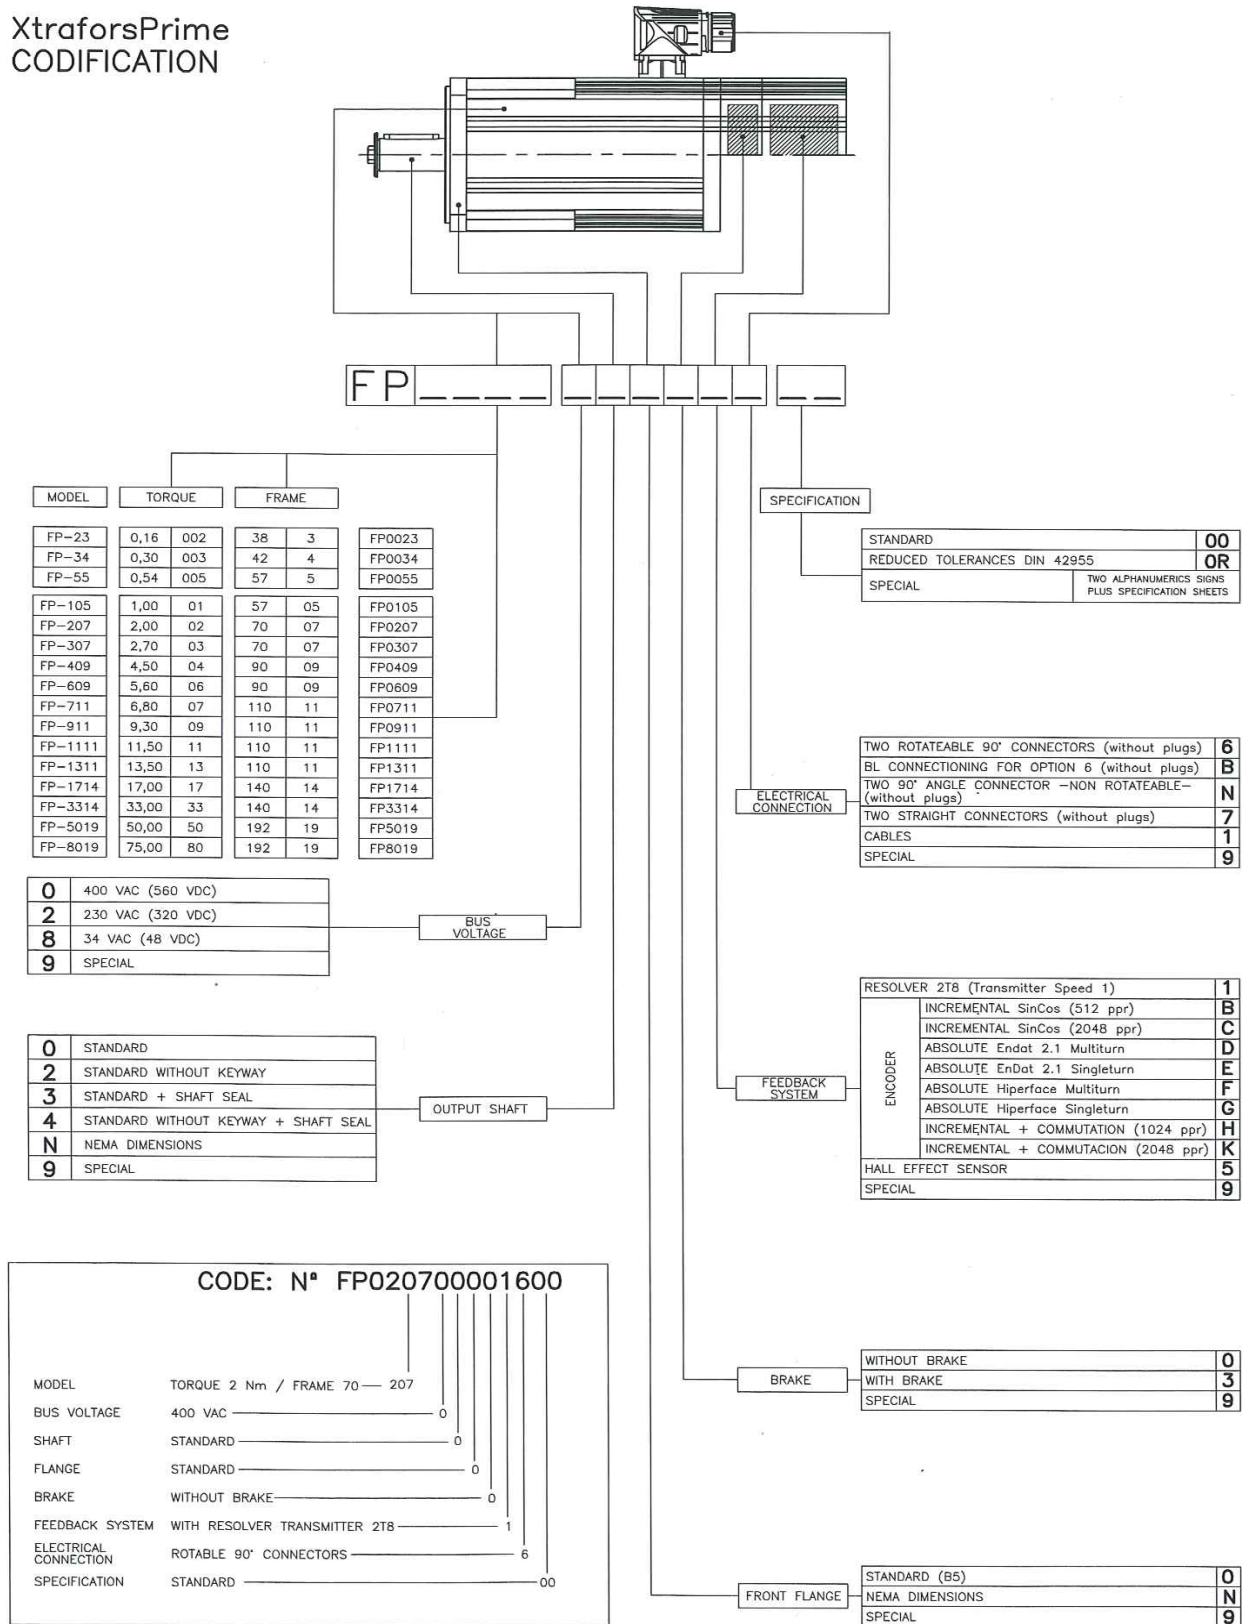 XtraforsPrime
CODIFICATION
FP _ _ _ _ _ _ _ _ _ _ _ _
MODEL TORQUE FRAME
FP-23 0,16 002 38 3 FP0023
FP-34 0,30 003 42 4 FP0034
FP-55 0,54 005 57 5 FP0055
FP-105 1,00 01 57 05 FP0105
FP-207 2,00 02 70 07 FP0207
FP-307 2,70 03 70 07 FP0307
FP-409 4,50 04 90 09 FP0409
FP-609 5,60 06 90 09 FP0609
FP-711 6,80 07 110 11 FP0711
FP-911 9,30 09 110 11 FP0911
FP-1111 11,50 11 110 11 FP1111
FP-1311 13,50 13 110 11 FP1311
FP-1714 17,00 17 140 14 FP1714
FP-3314 33,00 33 140 14 FP3314
FP-5019 50,00 50 192 19 FP5019
FP-8019 75,00 80 192 19 FP8019
SPECIFICATION
STANDARD 00
REDUCED TOLERANCES DIN 42955 0R
SPECIAL TWO ALPHANUMERICS SIGNS
PLUS SPECIFICATION SHEETS
ELECTRICAL
CONNECTION
TWO ROTATEABLE 90° CONNECTORS (without plugs) 6
BL CONNECTIONING FOR OPTION 6 (without plugs) B
TWO 90° ANGLE CONNECTOR -NON ROTATEABLE-
(without plugs) N
TWO STRAIGHT CONNECTORS (without plugs) 7
CABLES 1
SPECIAL 9
0 400 VAC (560 VDC)
2 230 VAC (320 VDC)
8 34 VAC (48 VDC)
9 SPECIAL
BUS
VOLTAGE
0 STANDARD
2 STANDARD WITHOUT KEYWAY
3 STANDARD + SHAFT SEAL
4 STANDARD WITHOUT KEYWAY + SHAFT SEAL
N NEMA DIMENSIONS
9 SPECIAL
OUTPUT SHAFT
FEEDBACK
SYSTEM
RESOLVER 2T8 (Transmitter Speed 1) 1
ENCODER
INCREMENTAL SinCos (512 ppr) B
INCREMENTAL SinCos (2048 ppr) C
ABSOLUTE Endat 2.1 Multiturn D
ABSOLUTE EnDat 2.1 Singleturn E
ABSOLUTE Hiperface Multiturn F
ABSOLUTE Hiperface Singleturn G
INCREMENTAL + COMMUTATION (1024 ppr) H
INCREMENTAL + COMMUTACION (2048 ppr) K
HALL EFFECT SENSOR 5
SPECIAL 9
CODE: Nª FP020700001600
MODEL TORQUE 2 Nm / FRAME 70 207
BUS VOLTAGE 400 VAC 0
SHAFT STANDARD 0
FLANGE STANDARD 0
BRAKE WITHOUT BRAKE 0
FEEDBACK SYSTEM WITH RESOLVER TRANSMITTER 2T8 1
ELECTRICAL
CONNECTION ROTABLE 90° CONNECTORS 6
SPECIFICATION STANDARD 00
BRAKE
WITHOUT BRAKE 0
WITH BRAKE 3
SPECIAL 9
FRONT FLANGE
STANDARD (B5) 0
NEMA DIMENSIONS N
SPECIAL 9